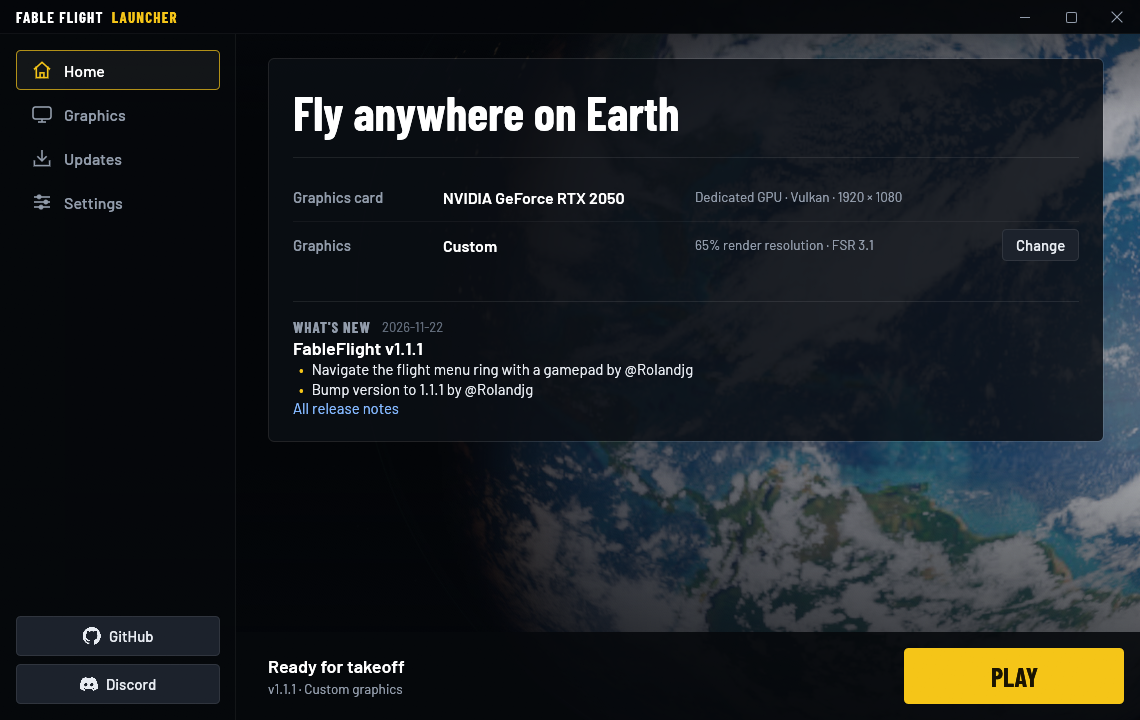 FABLE FLIGHT LAUNCHER
Home
Graphics
Updates
Settings
GitHub
Discord
Fly anywhere on Earth
Graphics card NVIDIA GeForce RTX 2050 Dedicated GPU · Vulkan · 1920 × 1080
Graphics Custom 65% render resolution · FSR 3.1 Change
WHAT'S NEW 2026-11-22
FableFlight v1.1.1
• Navigate the flight menu ring with a gamepad by @Rolandjg
• Bump version to 1.1.1 by @Rolandjg
All release notes
Ready for takeoff
v1.1.1 · Custom graphics
PLAY